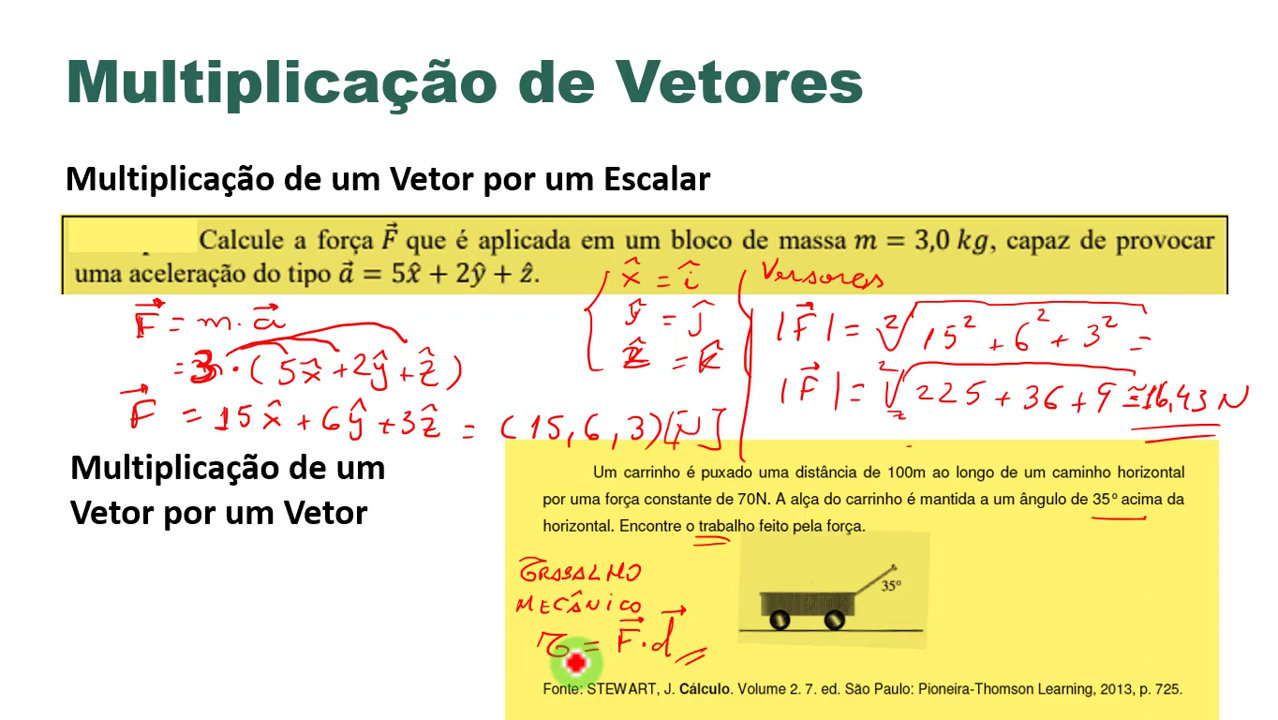 Multiplicação de Vetores
Multiplicação de um Vetor por um Escalar
Calcule a força F⃗ que é aplicada em um bloco de massa m = 3,0 kg, capaz de provocar
uma aceleração do tipo a⃗ = 5x̂ + 2ŷ + ẑ.
F⃗ = m.a⃗
= 3·(5x̂+2ŷ+ẑ)
F⃗ = 15x̂ + 6ŷ +3ẑ = (15,6,3)[N]
x̂ = î
ŷ = ĵ
ẑ = k̂
Versores
|F⃗| = ²√15² + 6² + 3² =
|F⃗| = ²√225 + 36 + 9 ≅ 16,43 N
Multiplicação de um
Vetor por um Vetor
Um carrinho é puxado uma distância de 100m ao longo de um caminho horizontal
por uma força constante de 70N. A alça do carrinho é mantida a um ângulo de 35º acima da
horizontal. Encontre o trabalho feito pela força.
TRABALHO
MECÂNICO
τ = F⃗.d⃗
35º
Fonte: STEWART, J. Cálculo. Volume 2. 7. ed. São Paulo: Pioneira-Thomson Learning, 2013, p. 725.